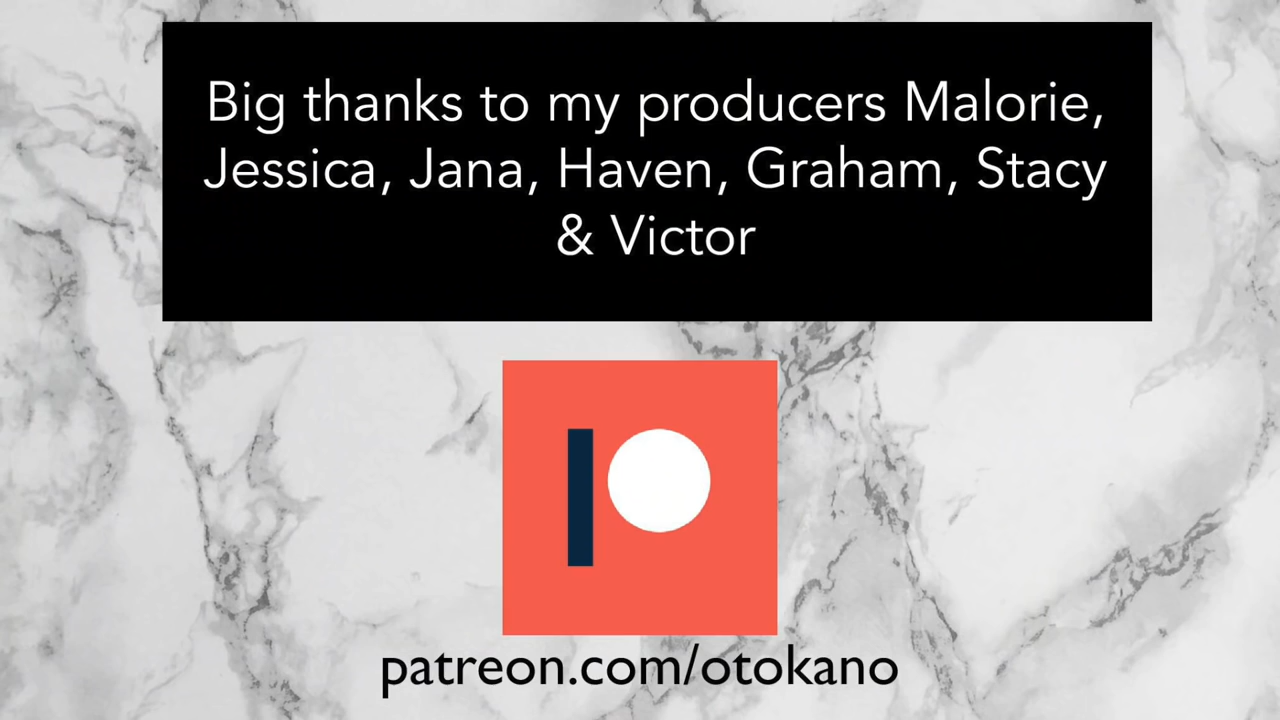 Big thanks to my producers Malorie,
Jessica, Jana, Haven, Graham, Stacy
& Victor
patreon.com/otokano